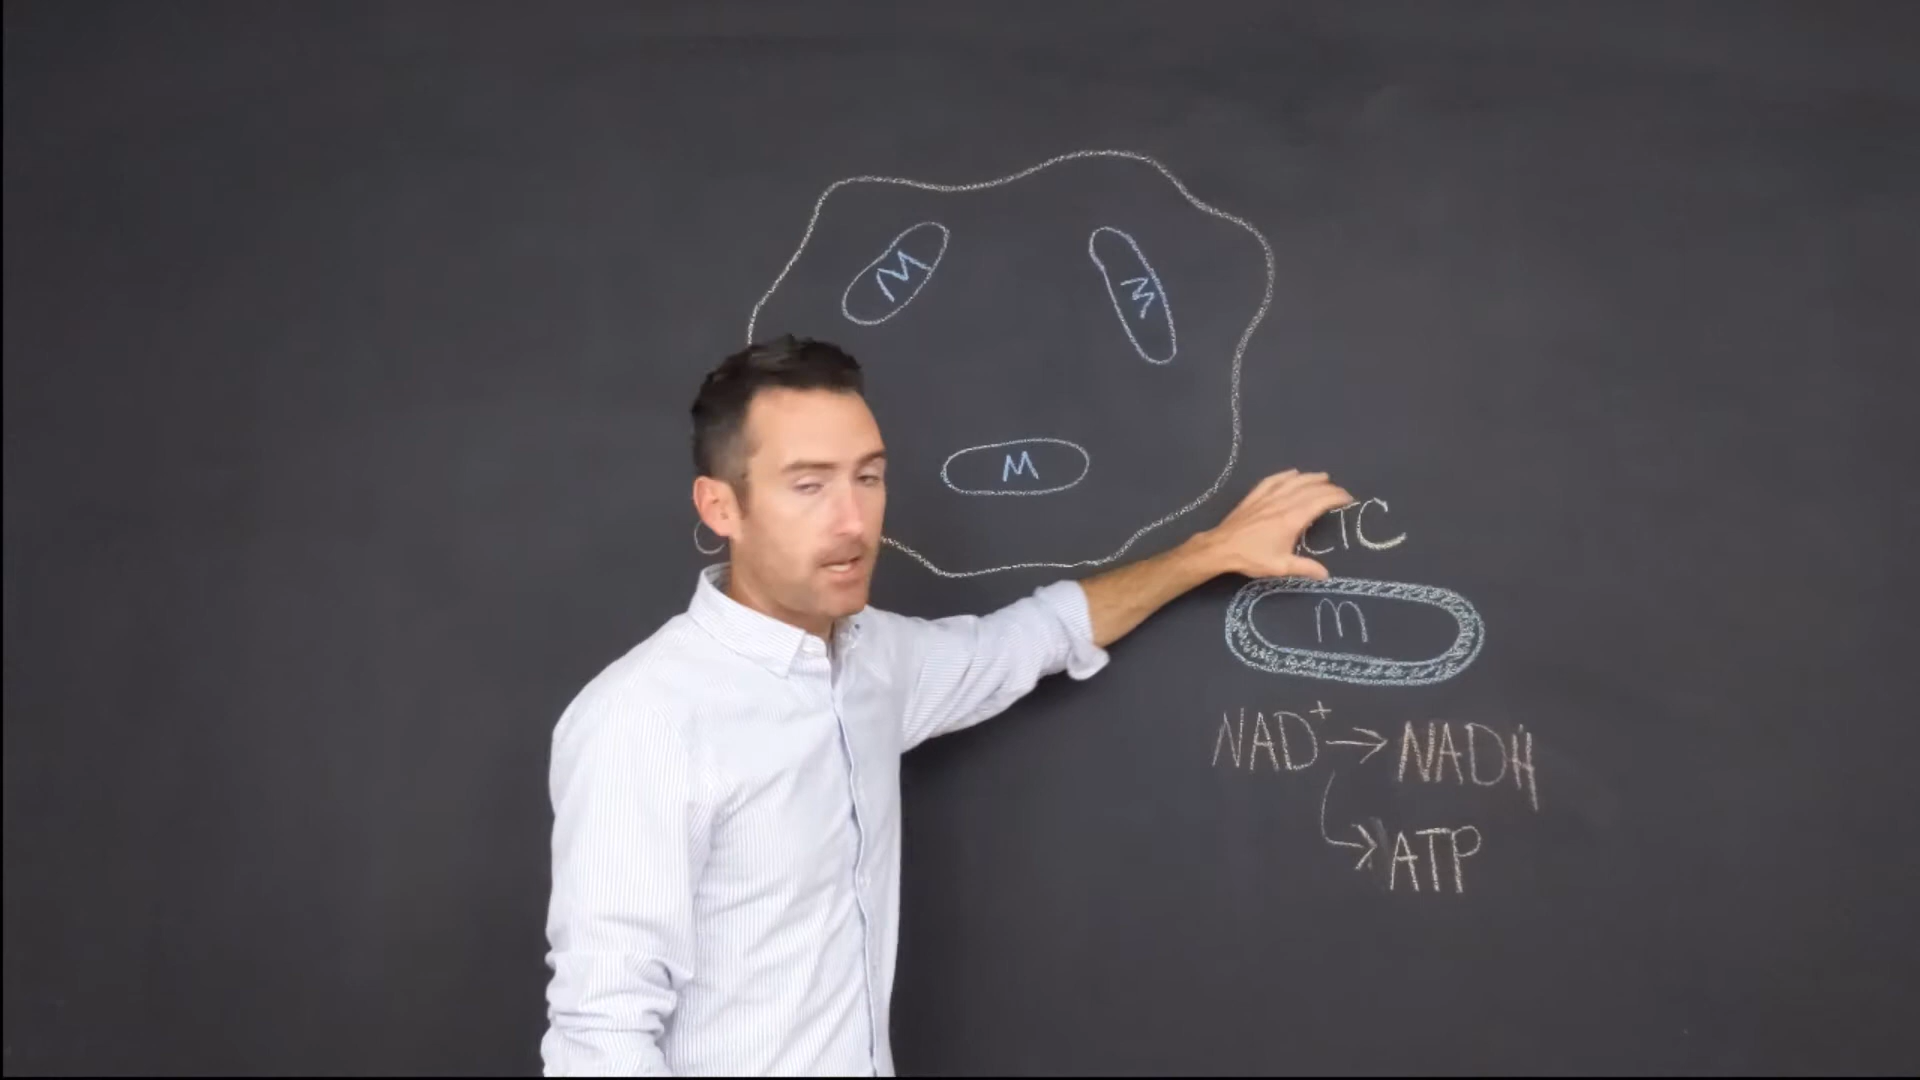 M
M
M
ETC
m
NAD⁺ → NADH
↳ ATP